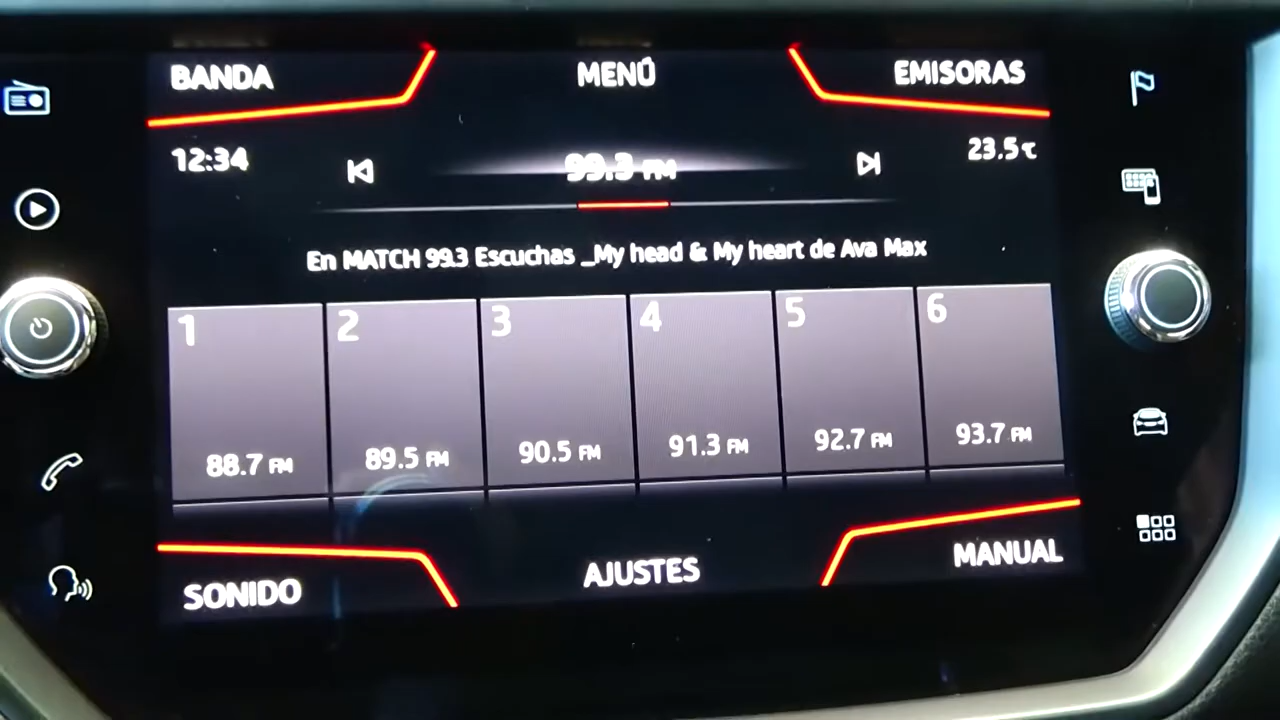 BANDA MENÚ EMISORAS
12:34 99.3 FM 23.5℃
En MATCH 99.3 Escuchas _My head & My heart de Ava Max
1 2 3 4 5 6
88.7 FM 89.5 FM 90.5 FM 91.3 FM 92.7 FM 93.7 FM
SONIDO AJUSTES MANUAL